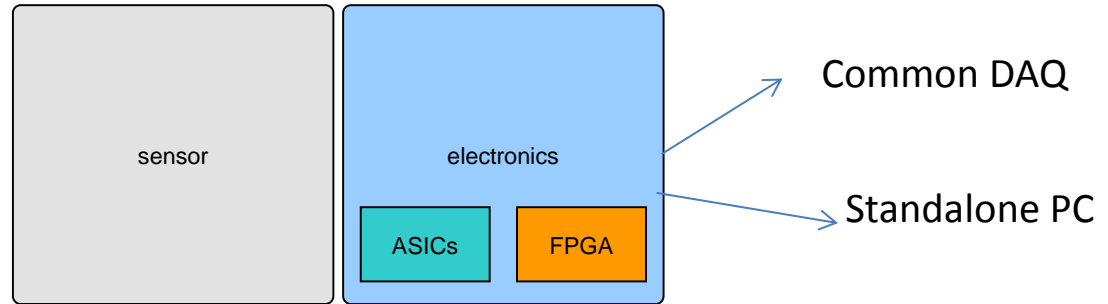 Common DAQ
sensor
electronics
Standalone PC
ASICs
FPGA